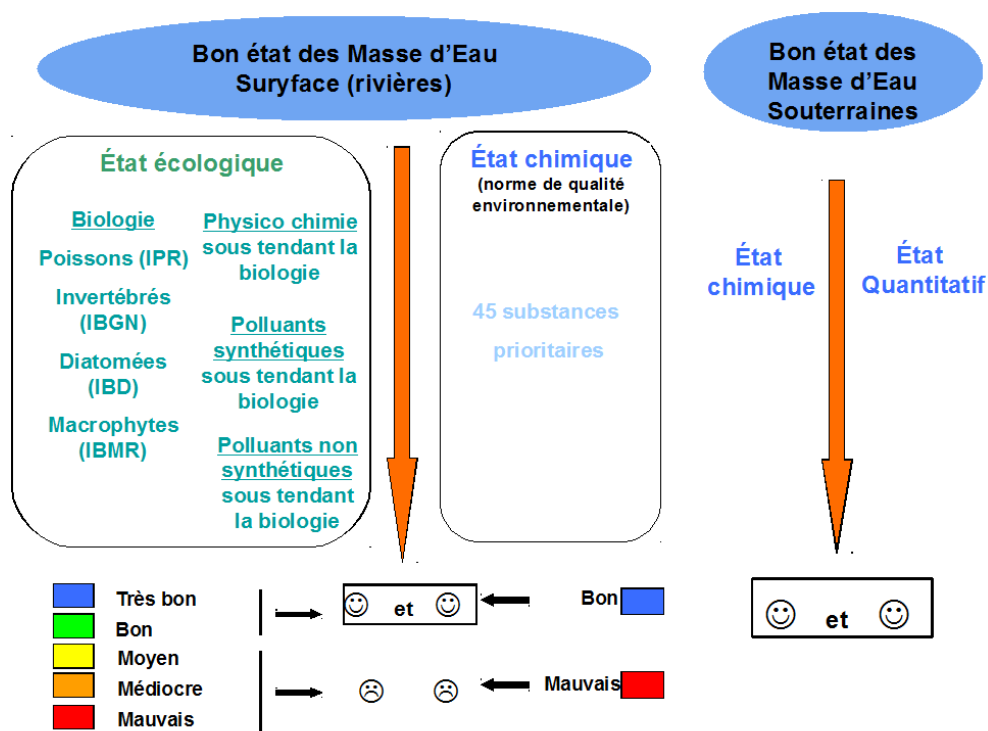 Bon état des Masse d'Eau
Suryface (rivières)
Bon état des
Masse d'Eau
Souterraines
État écologique
Biologie
Poissons (IPR)
Invertébrés
(IBGN)
Diatomées
(IBD)
Macrophytes
(IBMR)
Physico chimie
sous tendant la
biologie
Polluants
synthétiques
sous tendant la
biologie
Polluants non
synthétiques
sous tendant
la biologie
État chimique
(norme de qualité
environnementale)
45 substances
prioritaires
État
chimique
État
Quantitatif
Très bon
Bon
Moyen
Médiocre
Mauvais
et
Bon
Mauvais
et